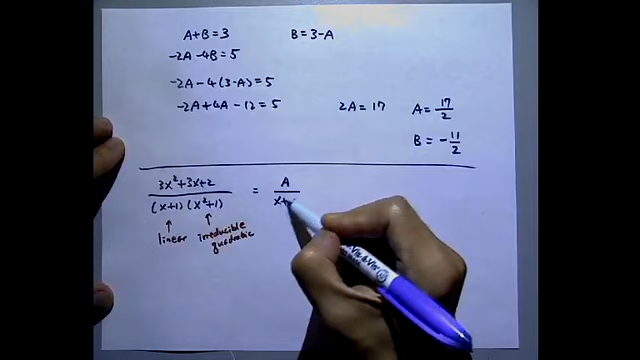 A+B=3 B=3-A
-2A-4B=5
-2A-4(3-A)=5
-2A+4A-12=5 2A=17 A=17/2
B=-11/2
3x²+3x+2/(x+1)(x²+1) = A/x+
↑ ↑
linear irreducible
quadratic